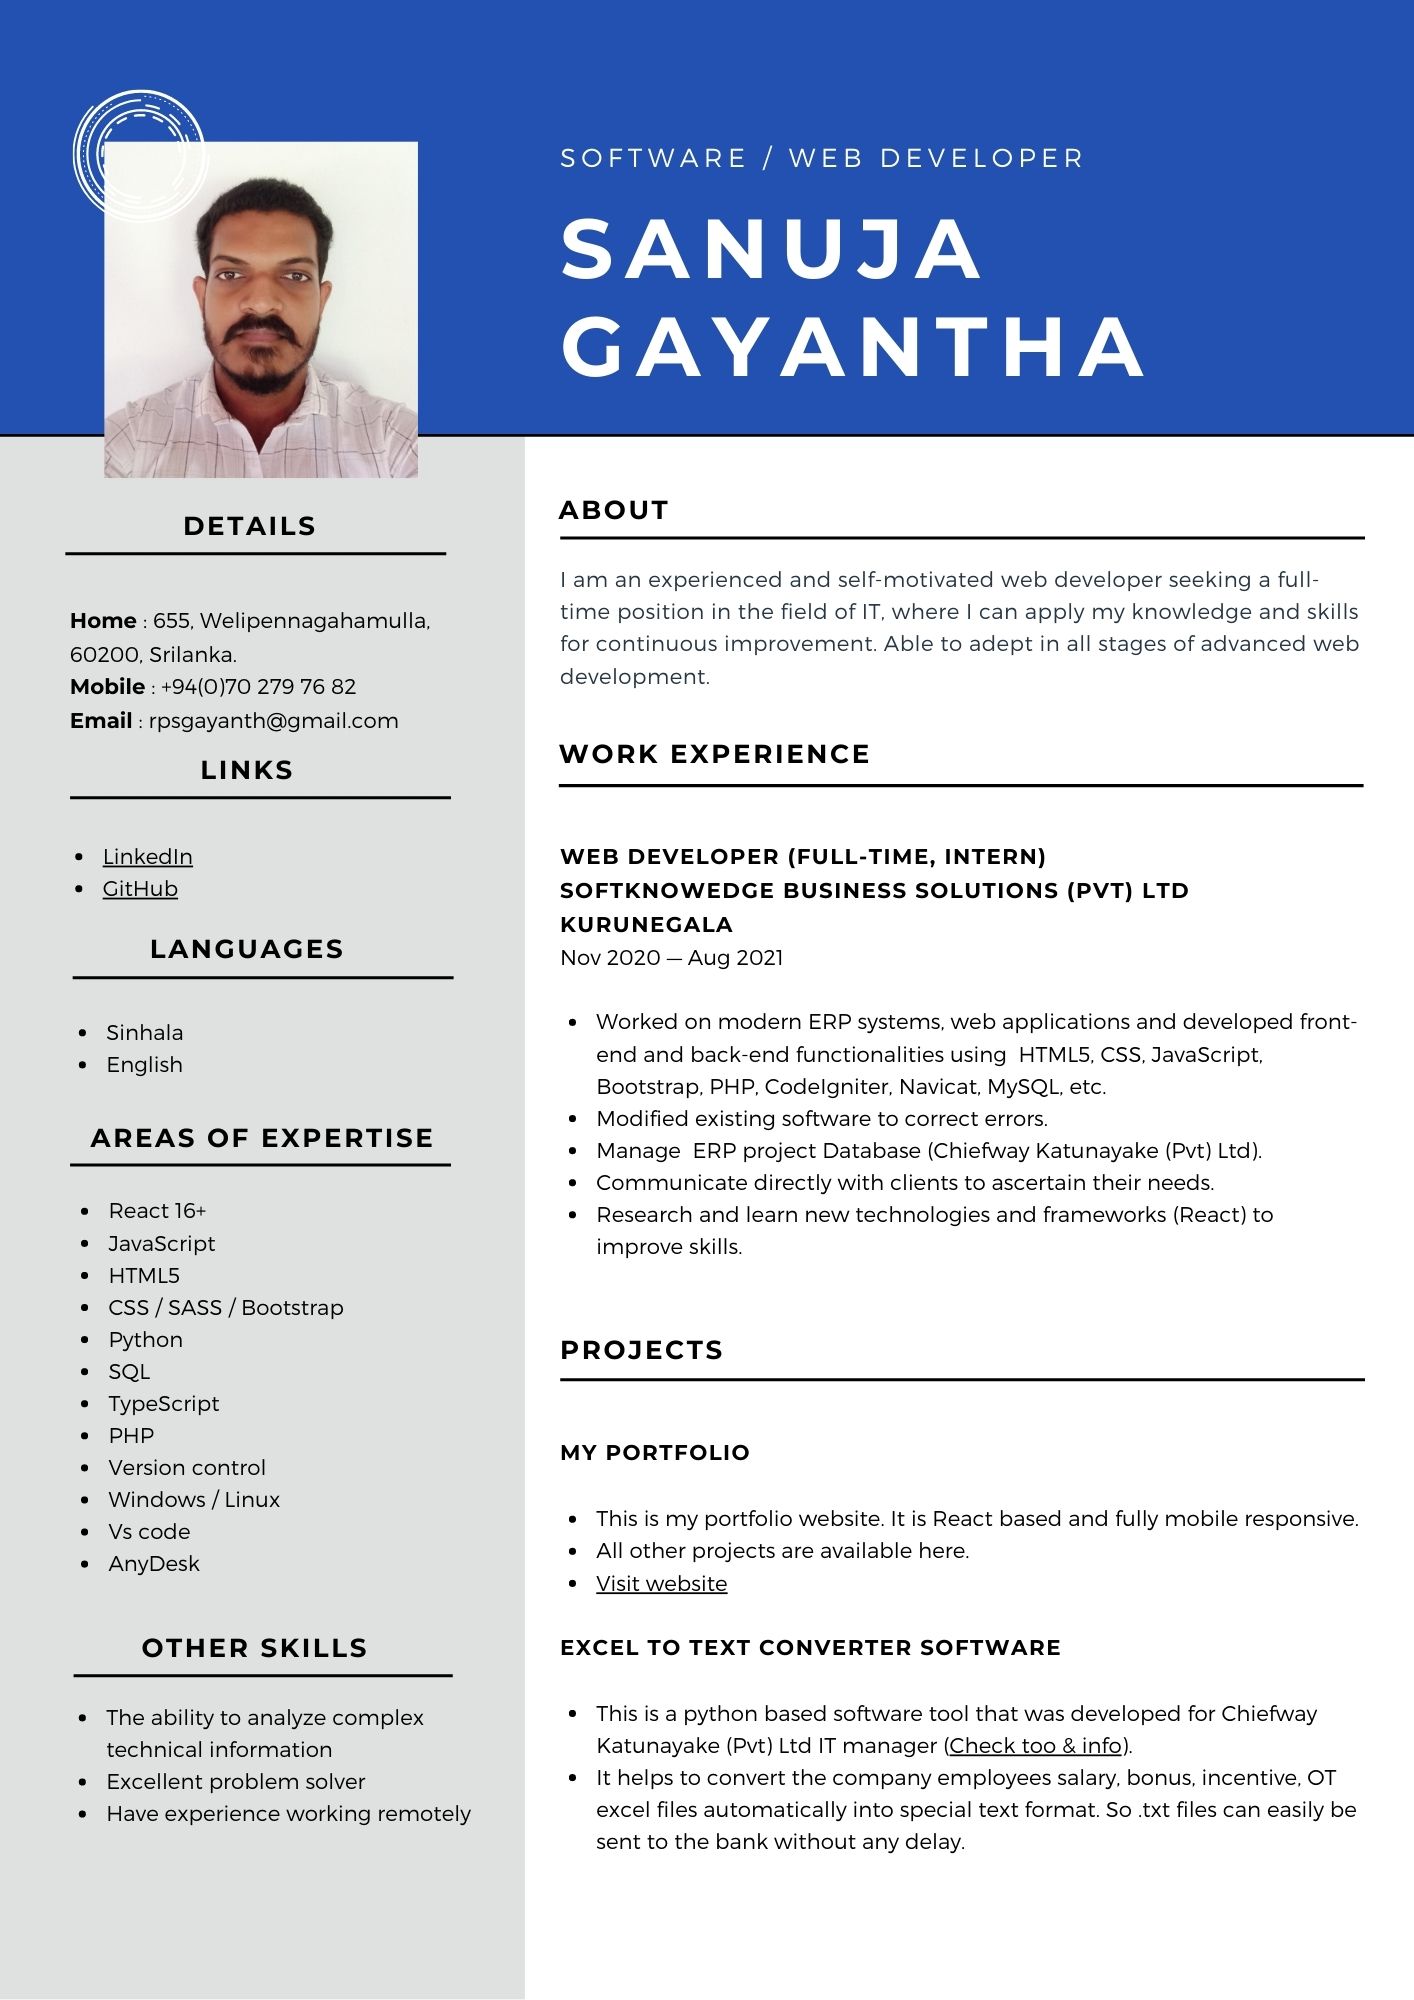 SOFTWARE / WEB DEVELOPER
SANUJA
GAYANTHA
DETAILS
Home : 655, Welipennagahamulla,
60200, Srilanka.
Mobile : +94(0)70 279 76 82
Email : rpsgayanth@gmail.com
LINKS
• LinkedIn
• GitHub
LANGUAGES
• Sinhala
• English
AREAS OF EXPERTISE
• React 16+
• JavaScript
• HTML5
• CSS / SASS / Bootstrap
• Python
• SQL
• TypeScript
• PHP
• Version control
• Windows / Linux
• Vs code
• AnyDesk
OTHER SKILLS
• The ability to analyze complex
technical information
• Excellent problem solver
• Have experience working remotely
ABOUT
I am an experienced and self-motivated web developer seeking a full-
time position in the field of IT, where I can apply my knowledge and skills
for continuous improvement. Able to adept in all stages of advanced web
development.
WORK EXPERIENCE
WEB DEVELOPER (FULL-TIME, INTERN)
SOFTKNOWEDGE BUSINESS SOLUTIONS (PVT) LTD
KURUNEGALA
Nov 2020 — Aug 2021
• Worked on modern ERP systems, web applications and developed front-
end and back-end functionalities using  HTML5, CSS, JavaScript,
Bootstrap, PHP, CodeIgniter, Navicat, MySQL, etc.
• Modified existing software to correct errors.
• Manage  ERP project Database (Chiefway Katunayake (Pvt) Ltd).
• Communicate directly with clients to ascertain their needs.
• Research and learn new technologies and frameworks (React) to
improve skills.
PROJECTS
MY PORTFOLIO
• This is my portfolio website. It is React based and fully mobile responsive.
• All other projects are available here.
• Visit website
EXCEL TO TEXT CONVERTER SOFTWARE
• This is a python based software tool that was developed for Chiefway
Katunayake (Pvt) Ltd IT manager (Check too & info).
• It helps to convert the company employees salary, bonus, incentive, OT
excel files automatically into special text format. So .txt files can easily be
sent to the bank without any delay.